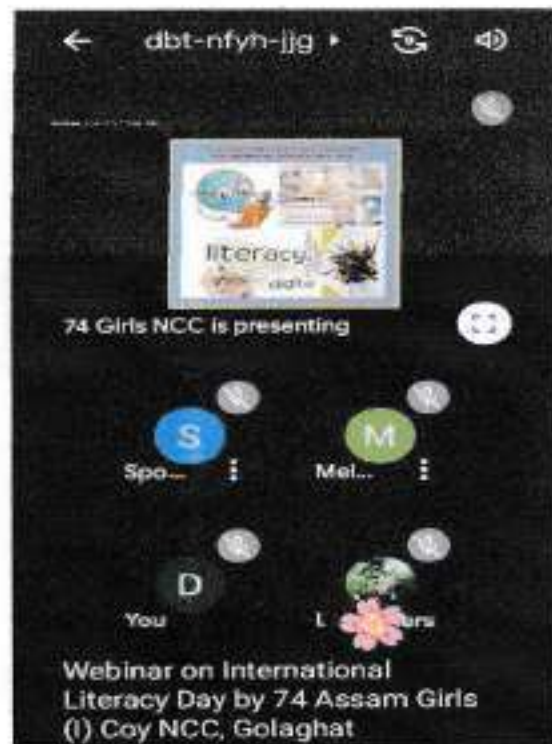 dbt-nfyh-jjg
literacy
74 Girls NCC is presenting
S
M
Spo...
Mel...
D
You
Webinar on International
Literacy Day by 74 Assam Girls
(I) Coy NCC, Golaghat